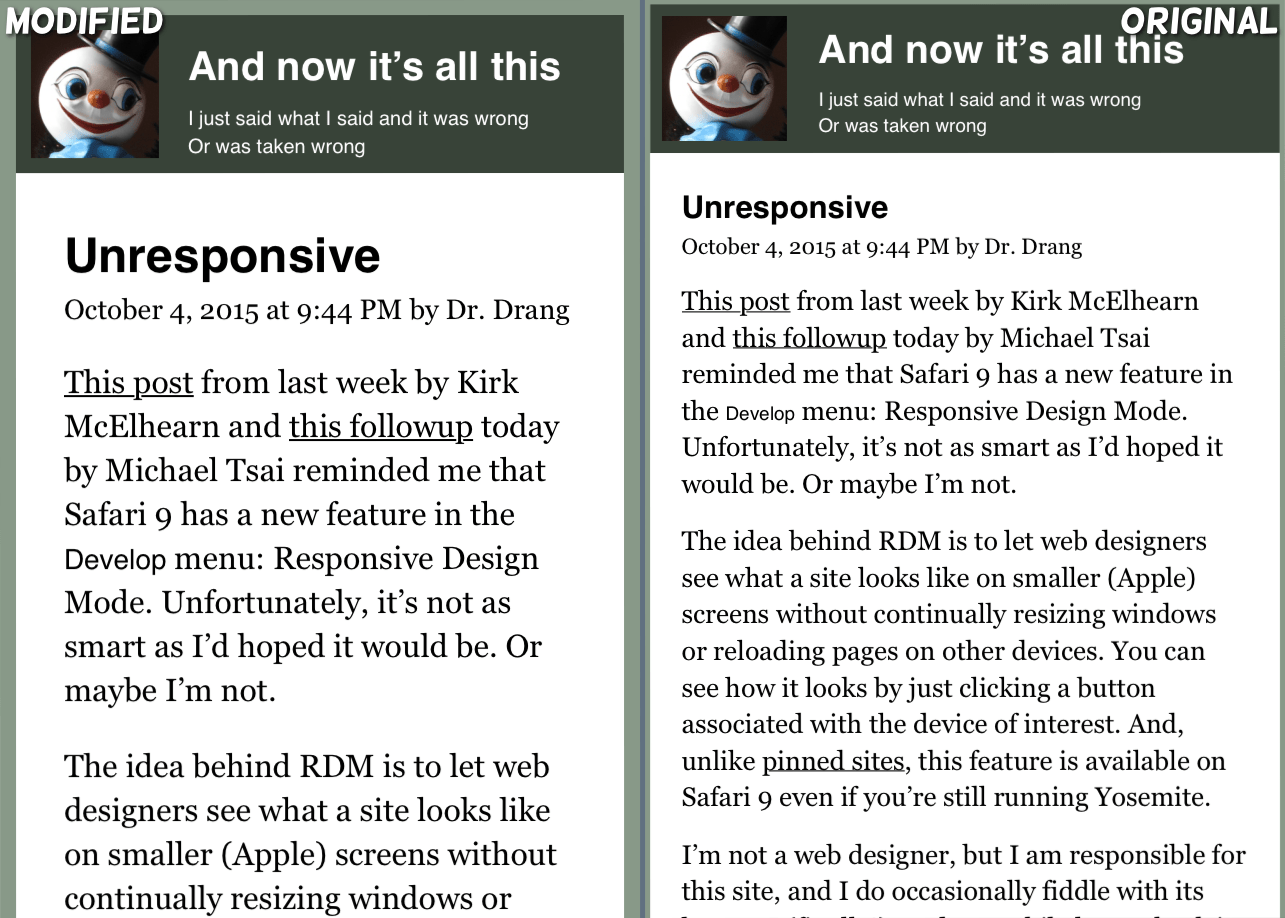 MODIFIED
And now it’s all this
I just said what I said and it was wrong
Or was taken wrong
Unresponsive
October 4, 2015 at 9:44 PM by Dr. Drang
This post from last week by Kirk
McElhearn and this followup today
by Michael Tsai reminded me that
Safari 9 has a new feature in the
Develop menu: Responsive Design
Mode. Unfortunately, it’s not as
smart as I’d hoped it would be. Or
maybe I’m not.
The idea behind RDM is to let web
designers see what a site looks like
on smaller (Apple) screens without
continually resizing windows or
ORIGINAL
And now it’s all this
I just said what I said and it was wrong
Or was taken wrong
Unresponsive
October 4, 2015 at 9:44 PM by Dr. Drang
This post from last week by Kirk McElhearn
and this followup today by Michael Tsai
reminded me that Safari 9 has a new feature in
the Develop menu: Responsive Design Mode.
Unfortunately, it’s not as smart as I’d hoped it
would be. Or maybe I’m not.
The idea behind RDM is to let web designers
see what a site looks like on smaller (Apple)
screens without continually resizing windows
or reloading pages on other devices. You can
see how it looks by just clicking a button
associated with the device of interest. And,
unlike pinned sites, this feature is available on
Safari 9 even if you’re still running Yosemite.
I’m not a web designer, but I am responsible for
this site, and I do occasionally fiddle with its